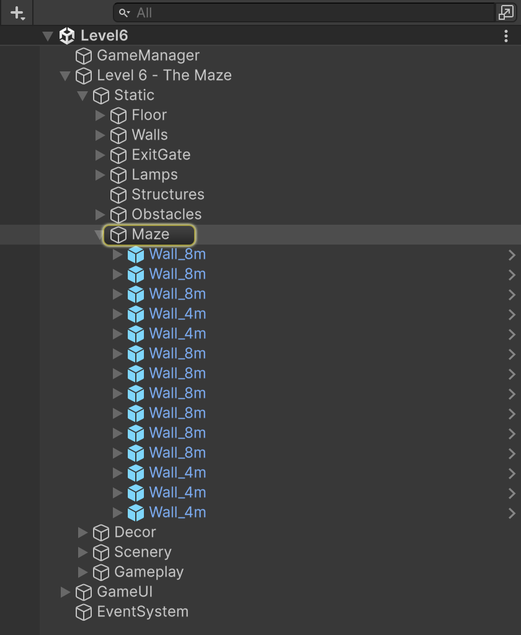 All
Level6
GameManager
Level 6 - The Maze
Static
Floor
Walls
ExitGate
Lamps
Structures
Obstacles
Maze
Wall_8m
Wall_8m
Wall_8m
Wall_4m
Wall_4m
Wall_8m
Wall_8m
Wall_8m
Wall_8m
Wall_8m
Wall_8m
Wall_4m
Wall_4m
Wall_4m
Decor
Scenery
Gameplay
GameUI
EventSystem